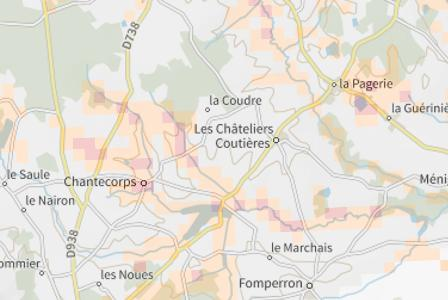 D738
la Pagerie
la Coudre
la Guériniè
Les Châteliers
Coutières
le Saule
Chantecorps
Méni
le Nairon
D938
le Marchais
ommier
les Noues
Fomperron